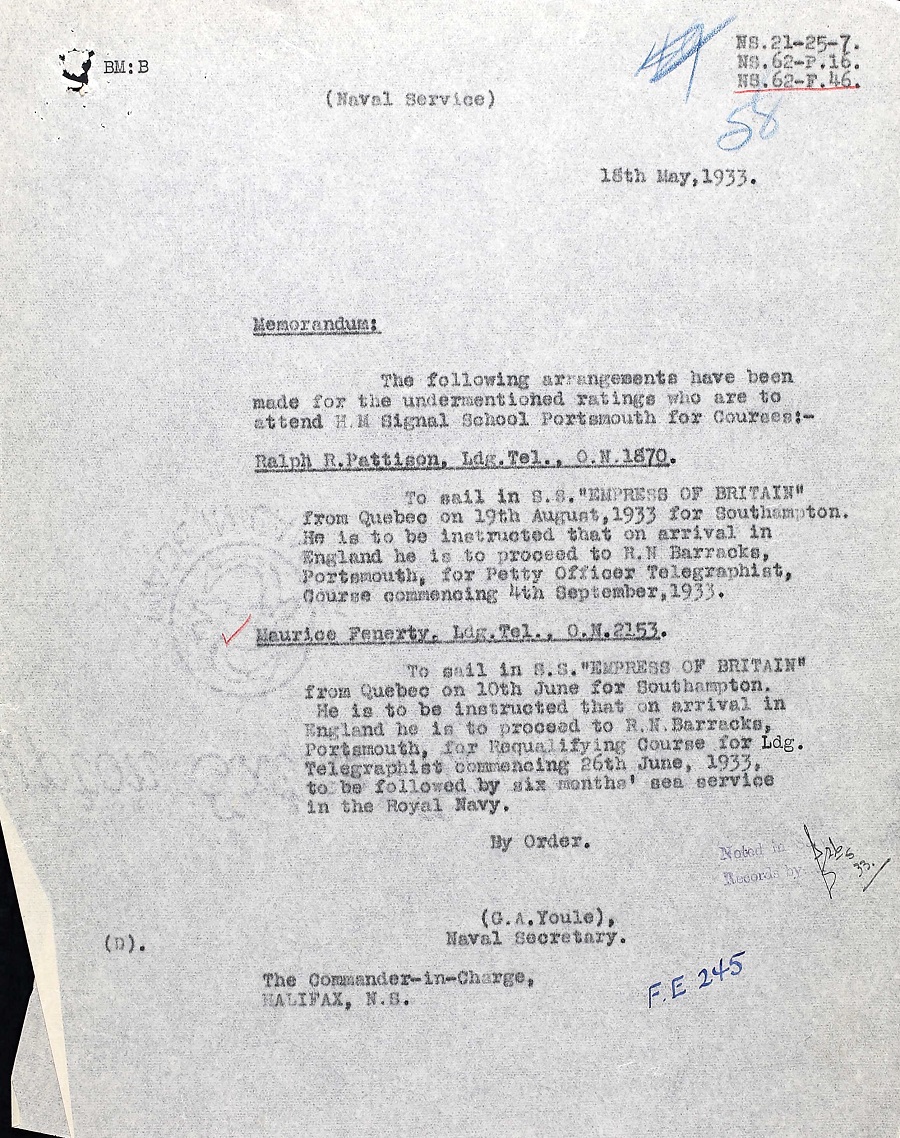 BM:B
49
NS.21-25-7.
NS.62-P.16.
NS.62-F.46.
(Naval Service)
58
18th May,1933.
Memorandum:
The following arrangements have been
made for the undermentioned ratings who are to
attend H.M Signal School Portsmouth for Courses:-
Ralph R.Pattison, Ldg.Tel., O.N.1870.
To sail in S.S."EMPRESS OF BRITAIN"
from Quebec on 19th August,1933 for Southampton.
He is to be instructed that on arrival in
England he is to proceed to R.N Barracks,
Portsmouth, for Petty Officer Telegraphist,
Course commencing 4th September,1933.
Maurice Fenerty, Ldg.Tel., O.N.2153.
To sail in S.S."EMPRESS OF BRITAIN"
from Quebec on 10th June for Southampton.
He is to be instructed that on arrival in
England he is to proceed to R.N.Barracks,
Portsmouth, for Requalifying Course for Ldg.
Telegraphist commencing 26th June, 1933,
to be followed by six months' sea service
in the Royal Navy.
By Order.
Noted in
Records by
33.
(G.A.Youle),
Naval Secretary.
(D).
The Commander-in-Charge,
HALIFAX, N.S.
F.E 245